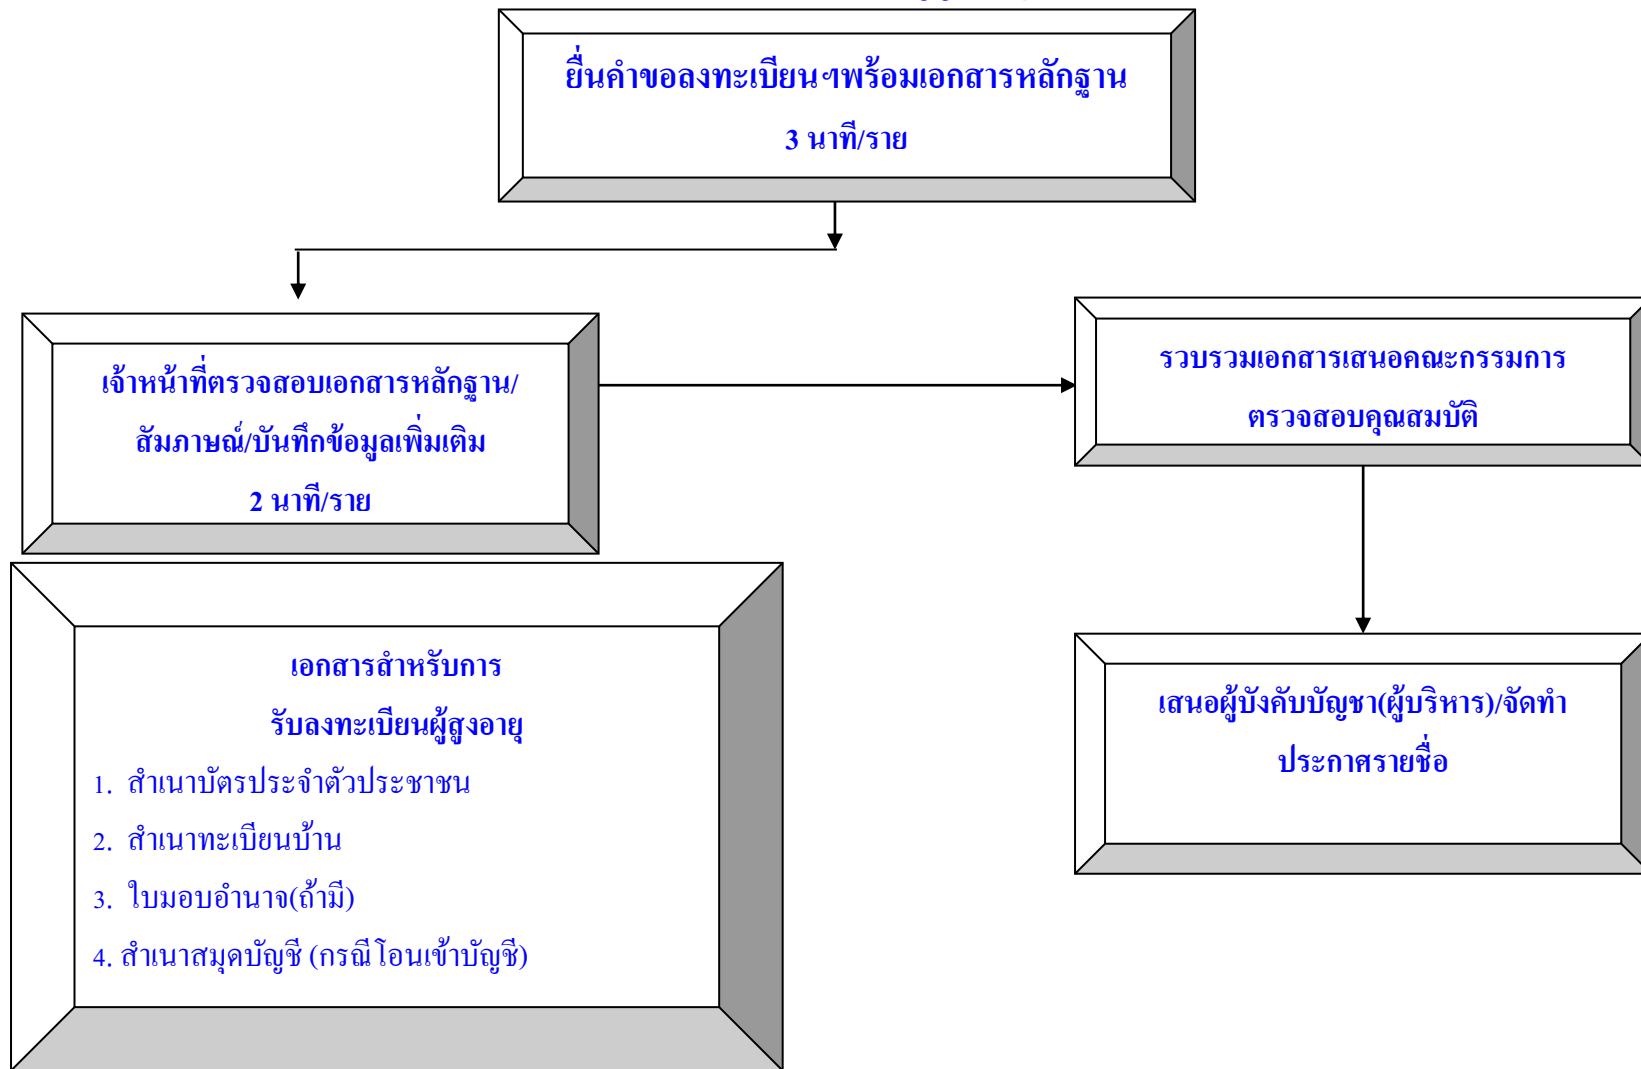 ยื่นคำขอลงทะเบียนฯพร้อมเอกสารหลักฐาน
3 นาที/ราย
เจ้าหน้าที่ตรวจสอบเอกสารหลักฐาน/
สัมภาษณ์/บันทึกข้อมูลเพิ่มเติม
2 นาที/ราย
รวบรวมเอกสารเสนอคณะกรรมการ
ตรวจสอบคุณสมบัติ
เสนอผู้บังคับบัญชา(ผู้บริหาร)/จัดทำ
ประกาศรายชื่อ
เอกสารสำหรับการ
รับลงทะเบียนผู้สูงอายุ
1. สำเนาบัตรประจำตัวประชาชน
2. สำเนาทะเบียนบ้าน
3. ใบมอบอำนาจ(ถ้ามี)
4. สำเนาสมุดบัญชี (กรณีโอนเข้าบัญชี)